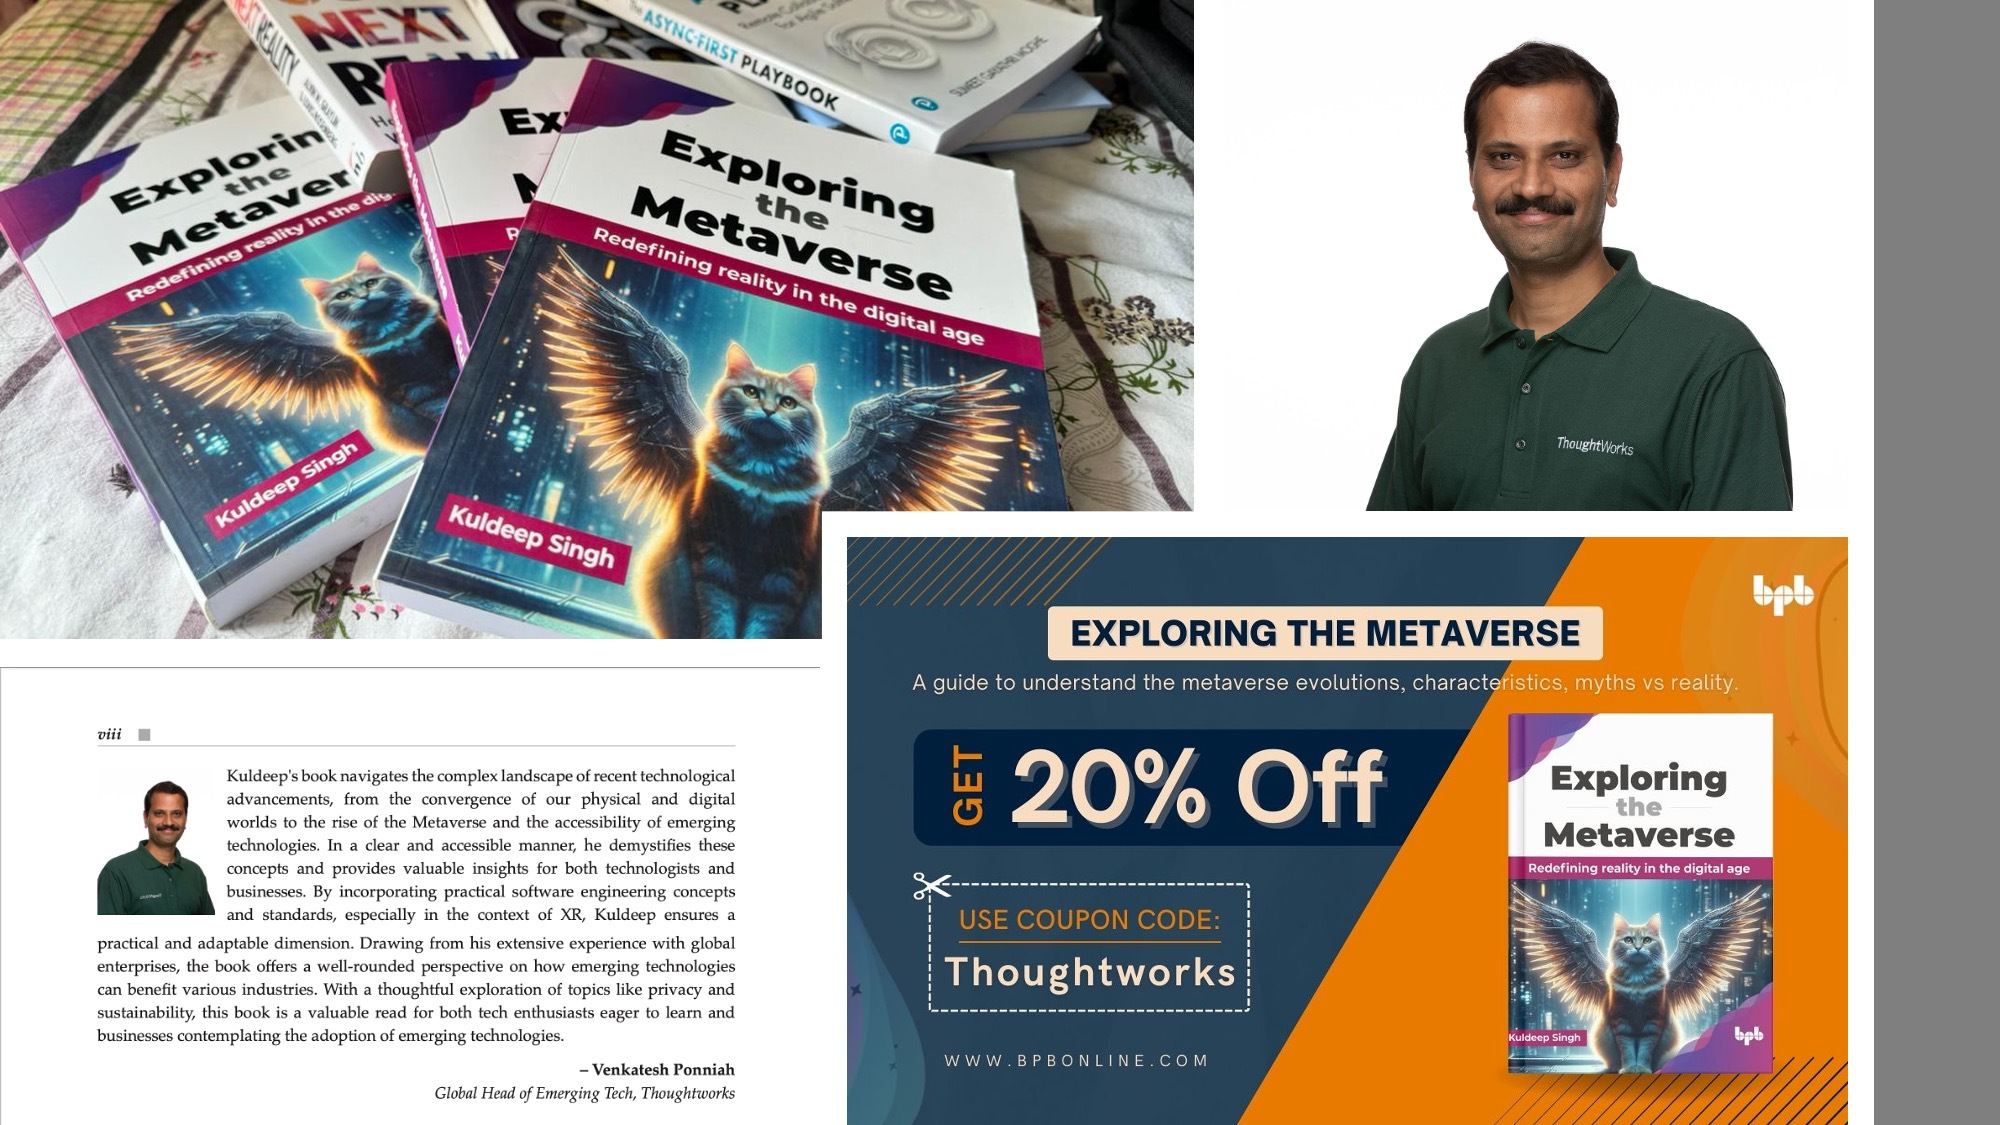 NEXT
REALITY
NEXT
ASYNC-FIRST PLAYBOOK
Remote Collaboration
SUMEET GAYATHRI MOGHE
Exploring
the
Metaverse
Redefining reality in the digital age
Kuldeep Singh
Exploring
the
Metaverse
Redefining reality in the digital age
Kuldeep Singh
ThoughtWorks
viii
Kuldeep's book navigates the complex landscape of recent technological
advancements, from the convergence of our physical and digital
worlds to the rise of the Metaverse and the accessibility of emerging
technologies. In a clear and accessible manner, he demystifies these
concepts and provides valuable insights for both technologists and
businesses. By incorporating practical software engineering concepts
and standards, especially in the context of XR, Kuldeep ensures a
practical and adaptable dimension. Drawing from his extensive experience with global
enterprises, the book offers a well-rounded perspective on how emerging technologies
can benefit various industries. With a thoughtful exploration of topics like privacy and
sustainability, this book is a valuable read for both tech enthusiasts eager to learn and
businesses contemplating the adoption of emerging technologies.
– Venkatesh Ponniah
Global Head of Emerging Tech, Thoughtworks
bpb
EXPLORING THE METAVERSE
A guide to understand the metaverse evolutions, characteristics, myths vs reality.
GET
20% Off
USE COUPON CODE:
Thoughtworks
WWW.BPBONLINE.COM
Exploring
the
Metaverse
Redefining reality in the digital age
Kuldeep Singh
bpb